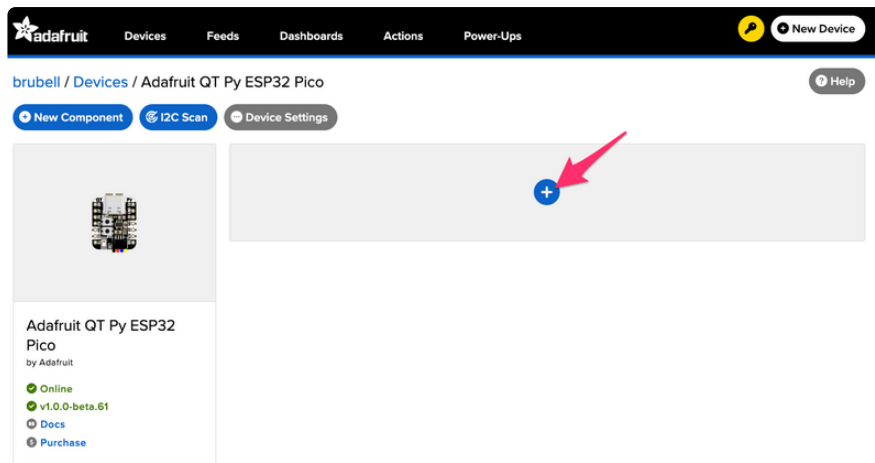 adafruit Devices Feeds Dashboards Actions Power-Ups New Device
brubell / Devices / Adafruit QT Py ESP32 Pico Help
New Component I2C Scan Device Settings
Adafruit QT Py ESP32
Pico
by Adafruit
Online
v1.0.0-beta.61
Docs
Purchase